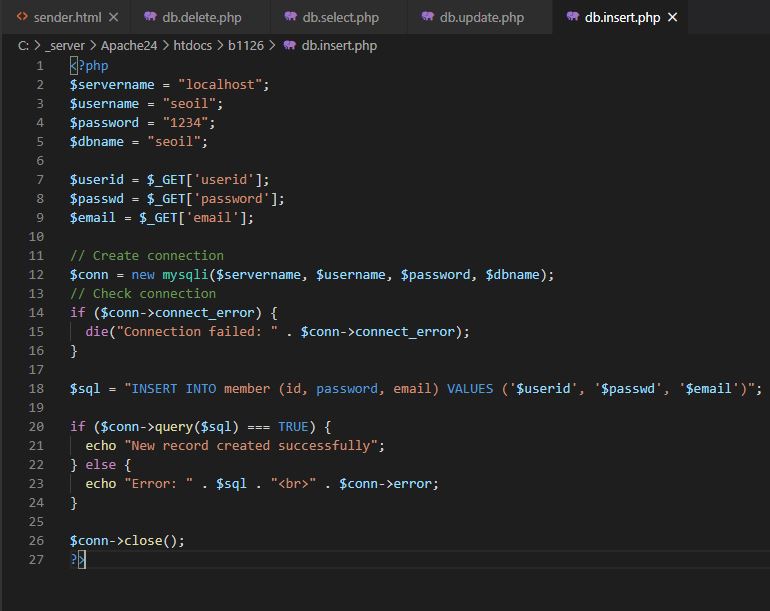 sender.html db.delete.php db.select.php db.update.php db.insert.php
C: > _server > Apache24 > htdocs > b1126 > db.insert.php
1 <?php
2 $servername = "localhost";
3 $username = "seoil";
4 $password = "1234";
5 $dbname = "seoil";
6
7 $userid = $_GET['userid'];
8 $passwd = $_GET['password'];
9 $email = $_GET['email'];
10
11 // Create connection
12 $conn = new mysqli($servername, $username, $password, $dbname);
13 // Check connection
14 if ($conn->connect_error) {
15   die("Connection failed: " . $conn->connect_error);
16 }
17
18 $sql = "INSERT INTO member (id, password, email) VALUES ('$userid', '$passwd', '$email')";
19
20 if ($conn->query($sql) === TRUE) {
21   echo "New record created successfully";
22 } else {
23   echo "Error: " . $sql . "<br>" . $conn->error;
24 }
25
26 $conn->close();
27 ?>